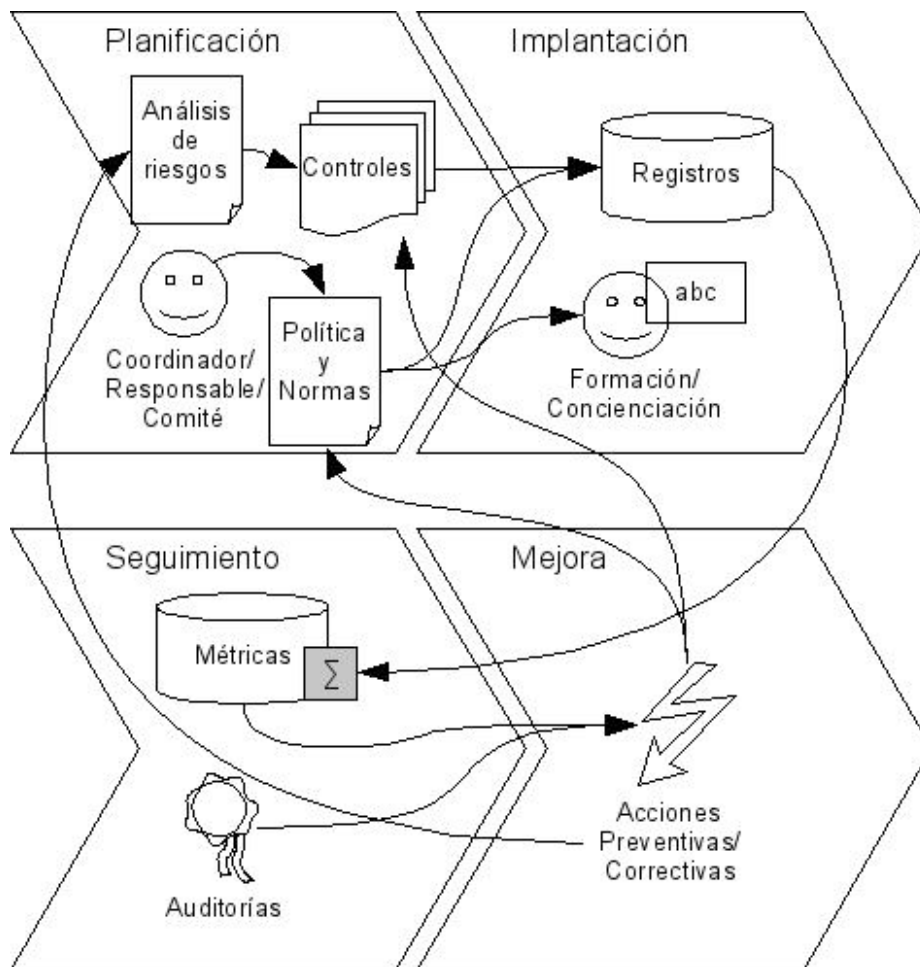 Planificación
Implantación
Análisis
de
riesgos
Controles
Registros
Coordinador/
Responsable/
Comité
Política
y
Normas
abc
Formación/
Concienciación
Seguimiento
Mejora
Métricas
∑
Auditorías
Acciones
Preventivas/
Correctivas